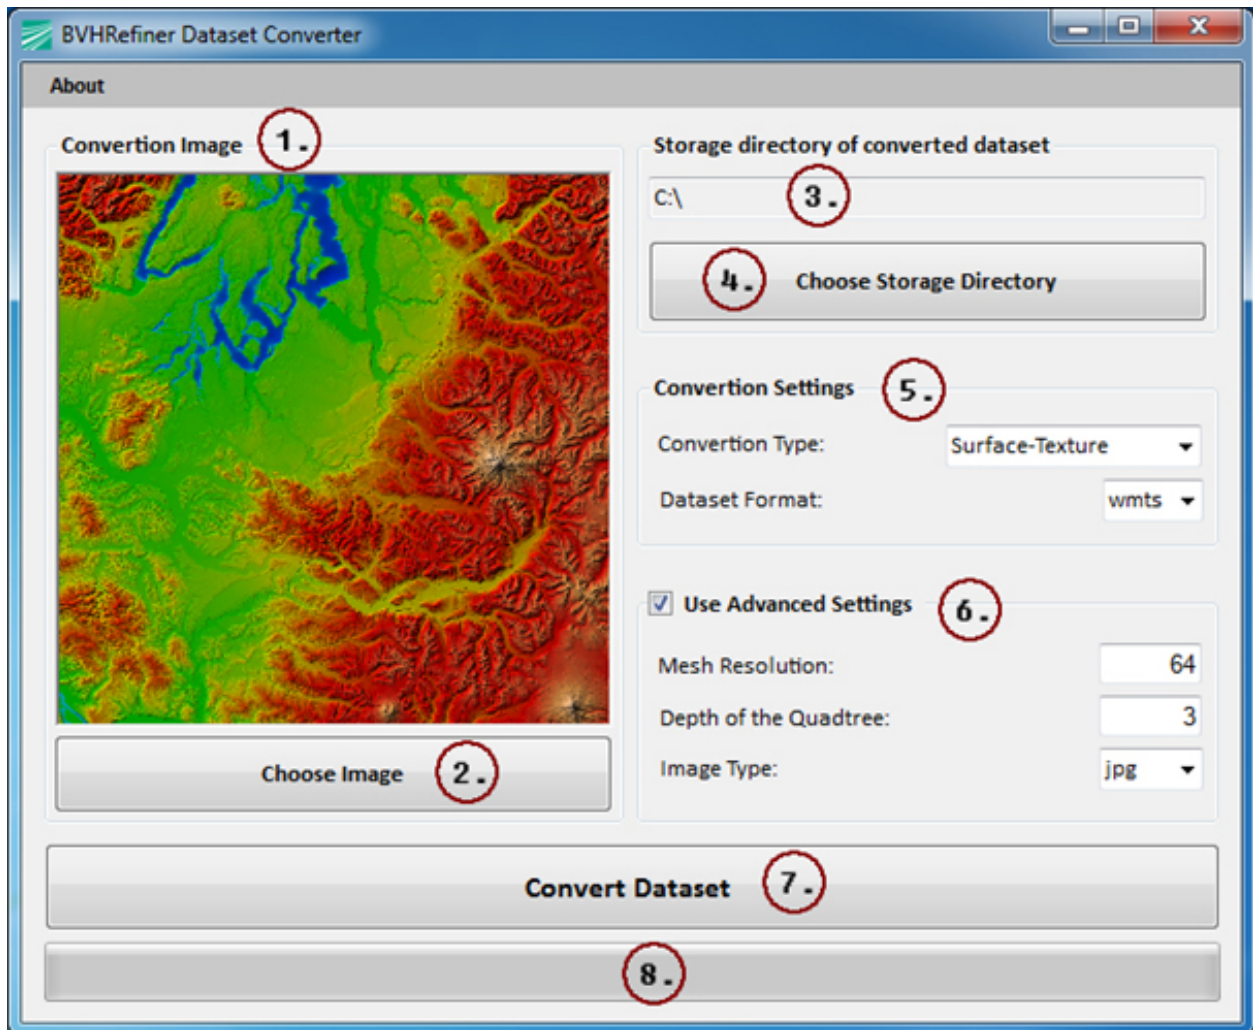 BVHRefiner Dataset Converter
About
Convertion Image 1.
Choose Image 2.
Storage directory of converted dataset
C:\ 3.
4. Choose Storage Directory
Convertion Settings 5.
Convertion Type: Surface-Texture
Dataset Format: wmts
Use Advanced Settings 6.
Mesh Resolution: 64
Depth of the Quadtree: 3
Image Type: jpg
Convert Dataset 7.
8.